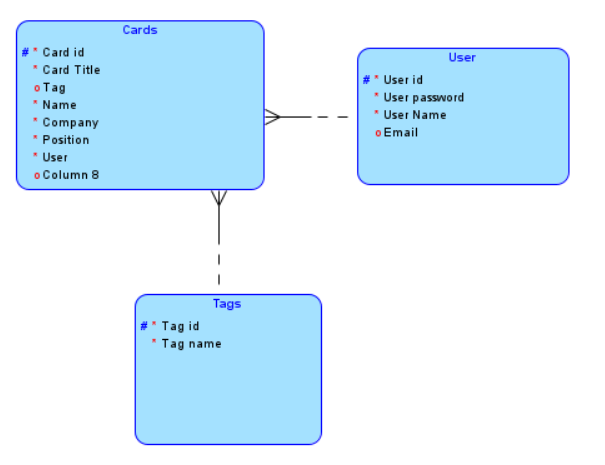 Cards
# * Card id
* Card Title
o Tag
* Name
* Company
* Position
* User
o Column 8
User
# * User id
* User password
* User Name
o Email
Tags
# * Tag id
* Tag name